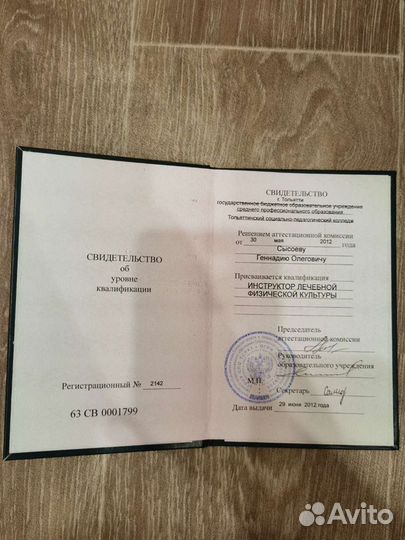 СВИДЕТЕЛЬСТВО
об
уровне
квалификации
Регистрационный № 2142
63 СВ 0001799
СВИДЕТЕЛЬСТВО
г. Тольятти
государственное бюджетное образовательное учреждение
среднего профессионального образования
Тольяттинский социально-педагогический колледж
Решением аттестационной комиссии
от 30 мая 2012 года
Сысоеву
Геннадию Олеговичу
Присваивается квалификация
ИНСТРУКТОР ЛЕЧЕБНОЙ
ФИЗИЧЕСКОЙ КУЛЬТУРЫ
Председатель
аттестационной комиссии
Руководитель
образовательного учреждения
М.П.
Секретарь
Дата выдачи 29 июня 2012 года
Avito